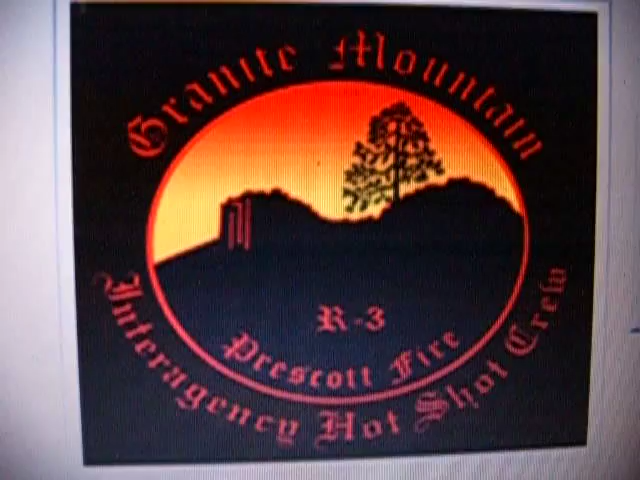 Granite Mountain
R-3
Prescott Fire
Interagency Hot Shot Crew